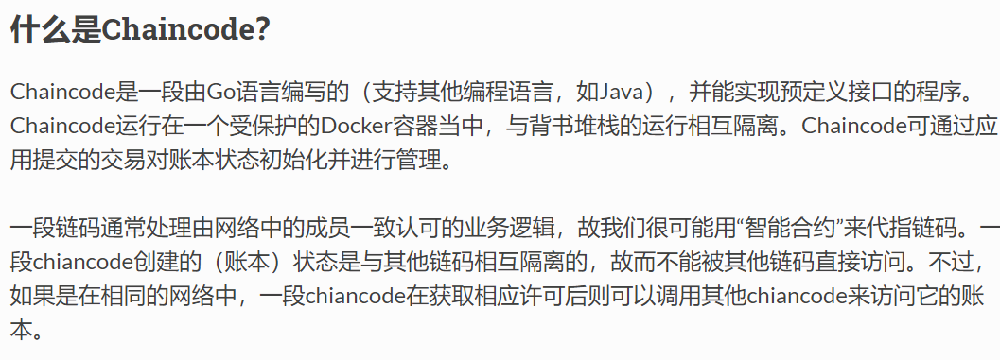 什么是Chaincode？
Chaincode是一段由Go语言编写的（支持其他编程语言，如Java），并能实现预定义接口的程序。
Chaincode运行在一个受保护的Docker容器当中，与背书堆栈的运行相互隔离。Chaincode可通过应
用提交的交易对账本状态初始化并进行管理。
一段链码通常处理由网络中的成员一致认可的业务逻辑，故我们很可能用“智能合约”来代指链码。一
段chiancode创建的（账本）状态是与其他链码相互隔离的，故而不能被其他链码直接访问。不过，
如果是在相同的网络中，一段chiancode在获取相应许可后则可以调用其他chiancode来访问它的账
本。